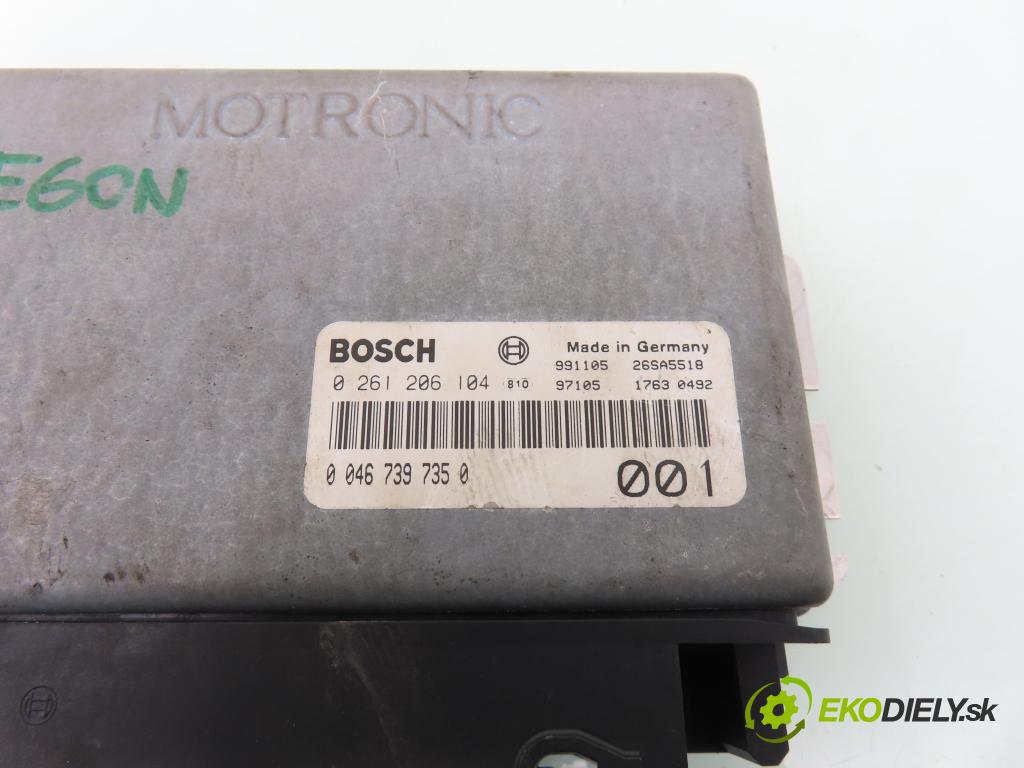 MOTRONIC
EGON
BOSCH
Made in Germany
991105 26SA5518
0 261 206 104 810 97105 1763 0492
0 046 739 735 0
001
EKODIELY.sk